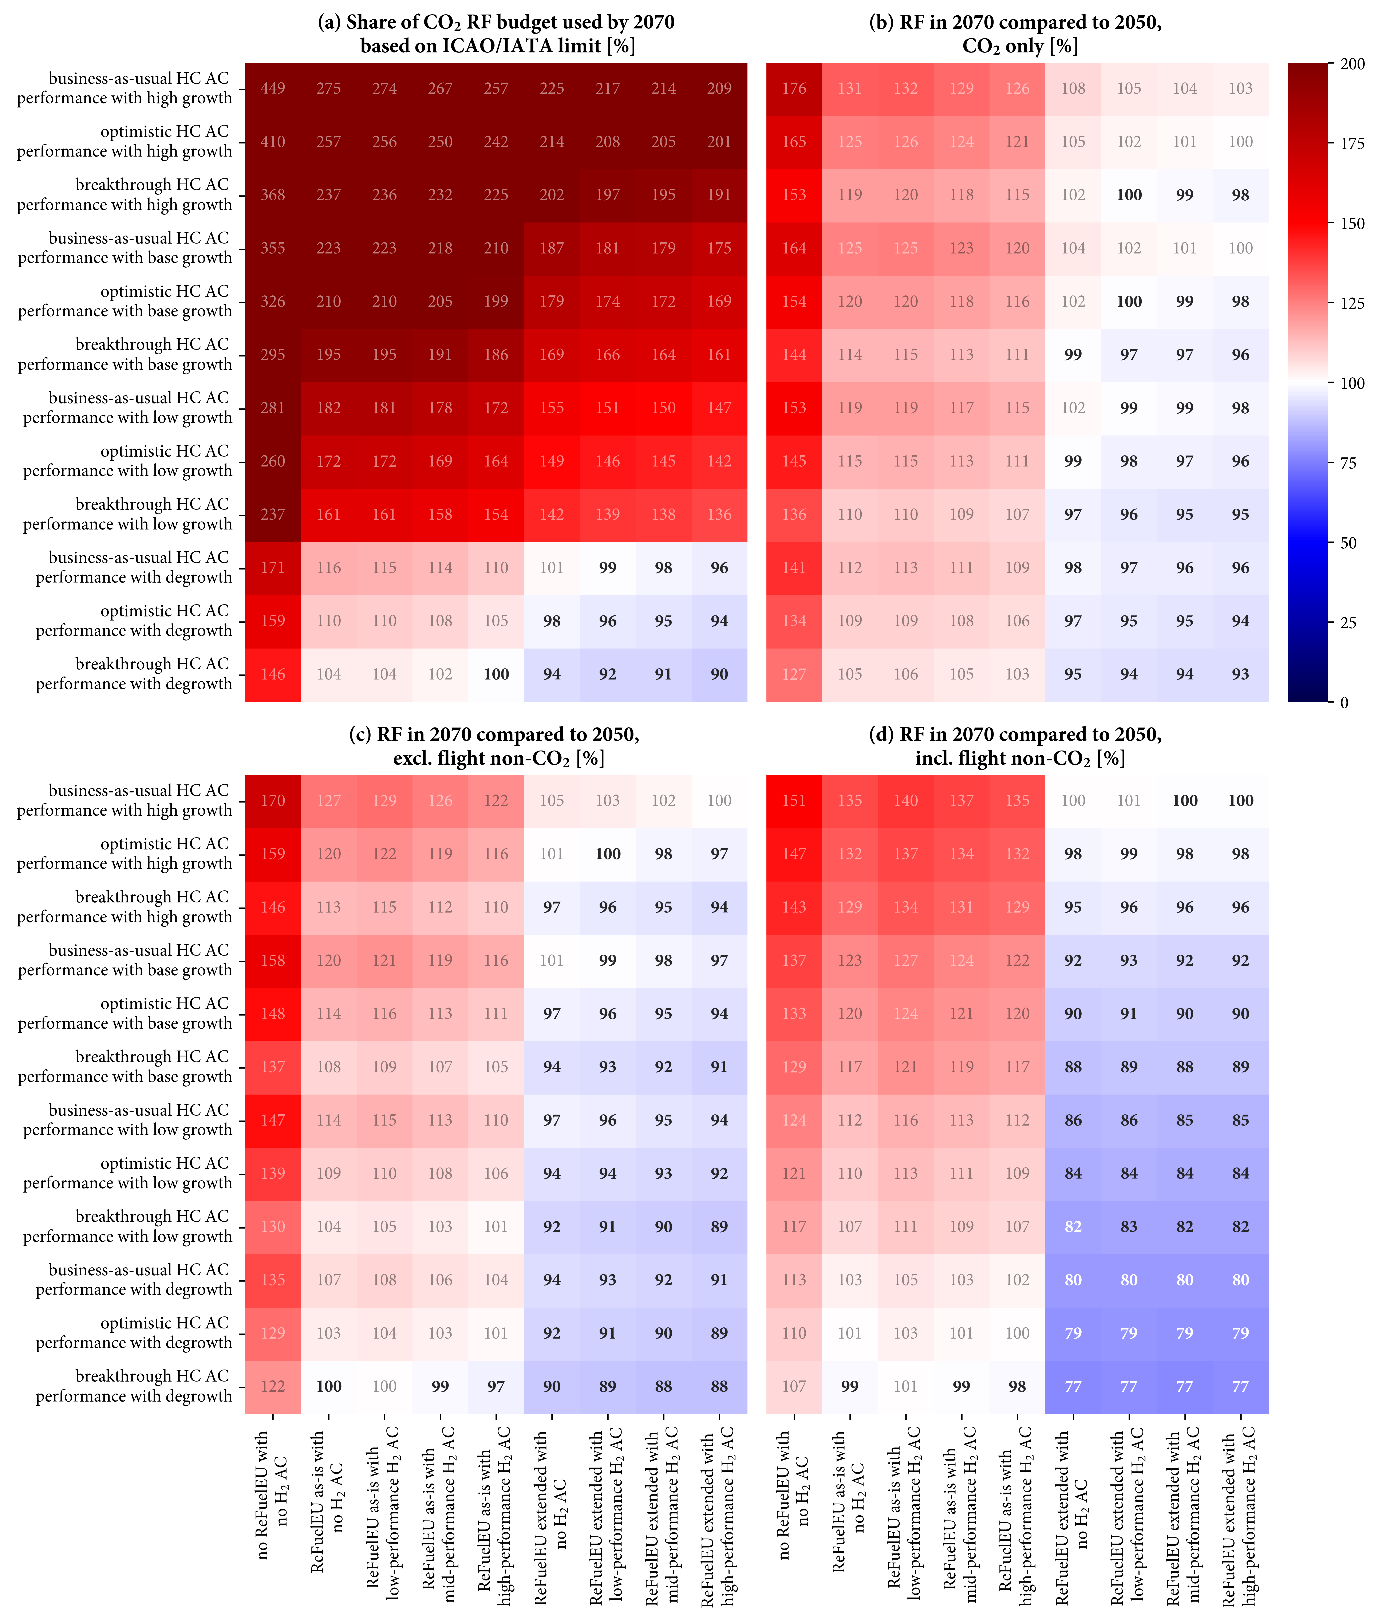 (a) Share of CO₂ RF budget used by 2070
based on ICAO/IATA limit [%]
business-as-usual HC AC
performance with high growth
449 275 274 267 257 225 217 214 209
optimistic HC AC
performance with high growth
410 257 256 250 242 214 208 205 201
breakthrough HC AC
performance with high growth
368 237 236 232 225 202 197 195 191
business-as-usual HC AC
performance with base growth
355 223 223 218 210 187 181 179 175
optimistic HC AC
performance with base growth
326 210 210 205 199 179 174 172 169
breakthrough HC AC
performance with base growth
295 195 195 191 186 169 166 164 161
business-as-usual HC AC
performance with low growth
281 182 181 178 172 155 151 150 147
optimistic HC AC
performance with low growth
260 172 172 169 164 149 146 145 142
breakthrough HC AC
performance with low growth
237 161 161 158 154 142 139 138 136
business-as-usual HC AC
performance with degrowth
171 116 115 114 110 101 99 98 96
optimistic HC AC
performance with degrowth
159 110 110 108 105 98 96 95 94
breakthrough HC AC
performance with degrowth
146 104 104 102 100 94 92 91 90
(b) RF in 2070 compared to 2050,
CO₂ only [%]
176 131 132 129 126 108 105 104 103
165 125 126 124 121 105 102 101 100
153 119 120 118 115 102 100 99 98
164 125 125 123 120 104 102 101 100
154 120 120 118 116 102 100 99 98
144 114 115 113 111 99 97 97 96
153 119 119 117 115 102 99 99 98
145 115 115 113 111 99 98 97 96
136 110 110 109 107 97 96 95 95
141 112 113 111 109 98 97 96 96
134 109 109 108 106 97 95 95 94
127 105 106 105 103 95 94 94 93
200
175
150
125
100
75
50
25
0
(c) RF in 2070 compared to 2050,
excl. flight non-CO₂ [%]
business-as-usual HC AC
performance with high growth
170 127 129 126 122 105 103 102 100
optimistic HC AC
performance with high growth
159 120 122 119 116 101 100 98 97
breakthrough HC AC
performance with high growth
146 113 115 112 110 97 96 95 94
business-as-usual HC AC
performance with base growth
158 120 121 119 116 101 99 98 97
optimistic HC AC
performance with base growth
148 114 116 113 111 97 96 95 94
breakthrough HC AC
performance with base growth
137 108 109 107 105 94 93 92 91
business-as-usual HC AC
performance with low growth
147 114 115 113 110 97 96 95 94
optimistic HC AC
performance with low growth
139 109 110 108 106 94 94 93 92
breakthrough HC AC
performance with low growth
130 104 105 103 101 92 91 90 89
business-as-usual HC AC
performance with degrowth
135 107 108 106 104 94 93 92 91
optimistic HC AC
performance with degrowth
129 103 104 103 101 92 91 90 89
breakthrough HC AC
performance with degrowth
122 100 100 99 97 90 89 88 88
no ReFuelEU with
no H₂ AC
ReFuelEU as-is with
no H₂ AC
ReFuelEU as-is with
low-performance H₂ AC
ReFuelEU as-is with
mid-performance H₂ AC
ReFuelEU as-is with
high-performance H₂ AC
ReFuelEU extended with
no H₂ AC
ReFuelEU extended with
low-performance H₂ AC
ReFuelEU extended with
mid-performance H₂ AC
ReFuelEU extended with
high-performance H₂ AC
(d) RF in 2070 compared to 2050,
incl. flight non-CO₂ [%]
151 135 140 137 135 100 101 100 100
147 132 137 134 132 98 99 98 98
143 129 134 131 129 95 96 96 96
137 123 127 124 122 92 93 92 92
133 120 124 121 120 90 91 90 90
129 117 121 119 117 88 89 88 89
124 112 116 113 112 86 86 85 85
121 110 113 111 109 84 84 84 84
117 107 111 109 107 82 83 82 82
113 103 105 103 102 80 80 80 80
110 101 103 101 100 79 79 79 79
107 99 101 99 98 77 77 77 77
no ReFuelEU with
no H₂ AC
ReFuelEU as-is with
no H₂ AC
ReFuelEU as-is with
low-performance H₂ AC
ReFuelEU as-is with
mid-performance H₂ AC
ReFuelEU as-is with
high-performance H₂ AC
ReFuelEU extended with
no H₂ AC
ReFuelEU extended with
low-performance H₂ AC
ReFuelEU extended with
mid-performance H₂ AC
ReFuelEU extended with
high-performance H₂ AC